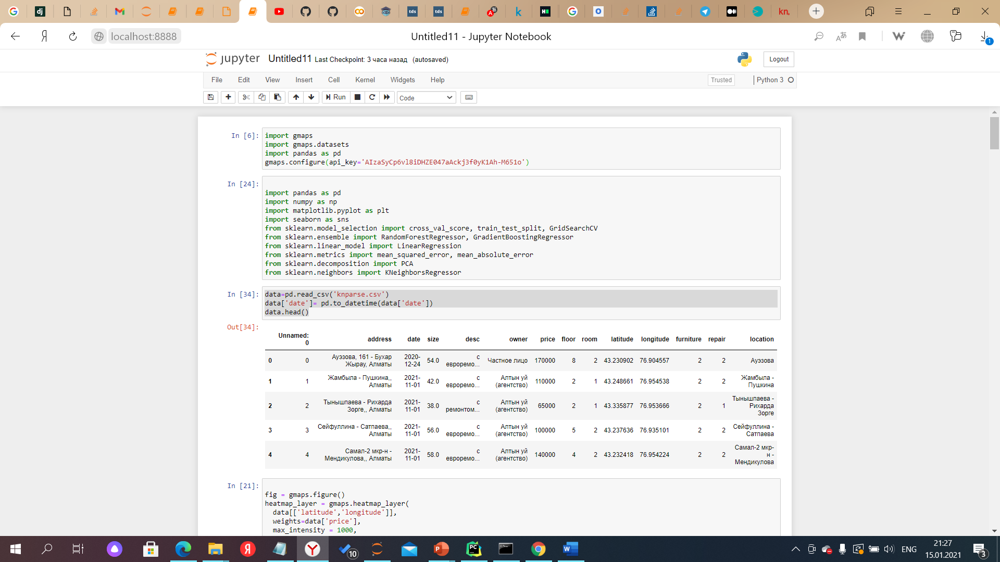 localhost:8888
Untitled11 - Jupyter Notebook
jupyter Untitled11 Last Checkpoint: 3 часа назад (autosaved)
Logout
File Edit View Insert Cell Kernel Widgets Help
Trusted
Python 3
Run
Code
In [6]:
import gmaps
import gmaps.datasets
import pandas as pd
gmaps.configure(api_key='AIzaSyCp6vl8iDHZE047aAckj3f0yK1Ah-M651o')
In [24]:
import pandas as pd
import numpy as np
import matplotlib.pyplot as plt
import seaborn as sns
from sklearn.model_selection import cross_val_score, train_test_split, GridSearchCV
from sklearn.ensemble import RandomForestRegressor, GradientBoostingRegressor
from sklearn.linear_model import LinearRegression
from sklearn.metrics import mean_squared_error, mean_absolute_error
from sklearn.decomposition import PCA
from sklearn.neighbors import KNeighborsRegressor
In [34]:
data=pd.read_csv('knparse.csv')
data['date']= pd.to_datetime(data['date'])
data.head()
Out[34]:
Unnamed: 0 address date size desc owner price floor room latitude longitude furniture repair location
0 0 Ауэзова, 161 - Бухар Жырау, Алматы 2020-12-24 54.0 с евроремо... Частное лицо 170000 8 2 43.230902 76.904557 2 2 Ауэзова
1 1 Жамбыла - Пушкина,, Алматы 2021-11-01 42.0 с евроремо... Алтын уй (агентство) 110000 2 1 43.248661 76.954538 2 2 Жамбыла - Пушкина
2 2 Тынышпаева - Рихарда Зорге,, Алматы 2021-11-01 38.0 с ремонтом... Алтын уй (агентство) 65000 2 1 43.335877 76.953666 2 1 Тынышпаева - Рихарда Зорге
3 3 Сейфуллина - Сатпаева,, Алматы 2021-11-01 56.0 с евроремо... Алтын уй (агентство) 100000 5 2 43.237636 76.935101 2 2 Сейфуллина - Сатпаева
4 4 Самал-2 мкр-н - Мендикулова,, Алматы 2021-11-01 58.0 с евроремо... Алтын уй (агентство) 140000 4 2 43.232418 76.954224 2 2 Самал-2 мкр-н - Мендикулова
In [21]:
fig = gmaps.figure()
heatmap_layer = gmaps.heatmap_layer(
data[['latitude','longitude']],
weights=data['price'],
max_intensity = 1000,
10
ENG
21:27
15.01.2021
3